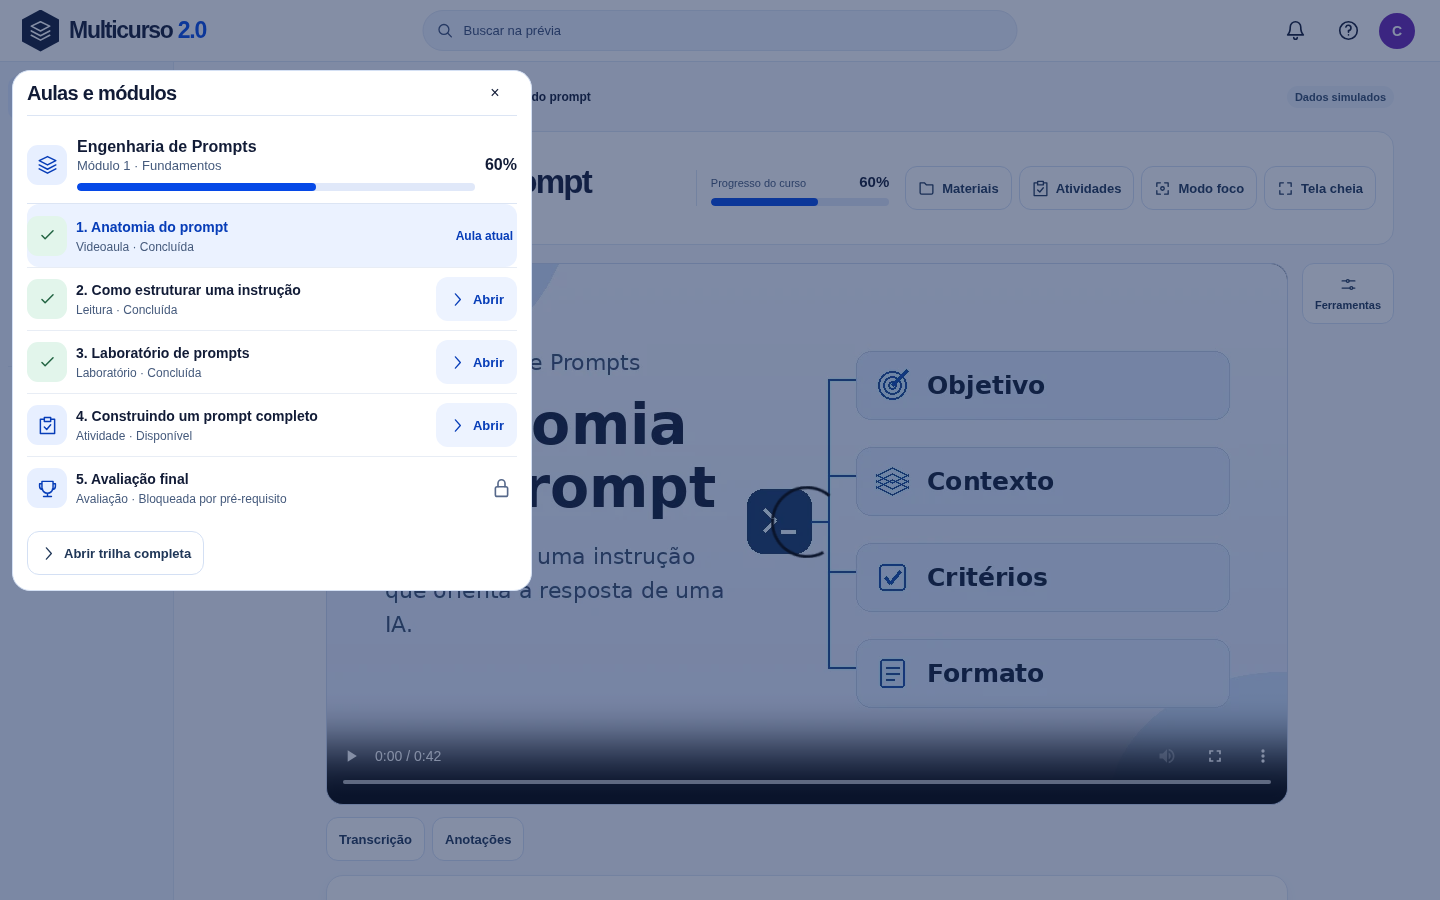 Multicurso 2.0
Buscar na prévia
C
Aulas e módulos
×
do prompt
Dados simulados
Engenharia de Prompts
Módulo 1 · Fundamentos
60%
ompt
Progresso do curso
60%
Materiais
Atividades
Modo foco
Tela cheia
1. Anatomia do prompt
Videoaula · Concluída
Aula atual
2. Como estruturar uma instrução
Leitura · Concluída
Abrir
3. Laboratório de prompts
Laboratório · Concluída
Abrir
4. Construindo um prompt completo
Atividade · Disponível
Abrir
5. Avaliação final
Avaliação · Bloqueada por pré-requisito
Abrir trilha completa
Ferramentas
e Prompts
omia
rompt
uma instrução
que orienta a resposta de uma
IA.
Objetivo
Contexto
Critérios
Formato
0:00 / 0:42
Transcrição
Anotações